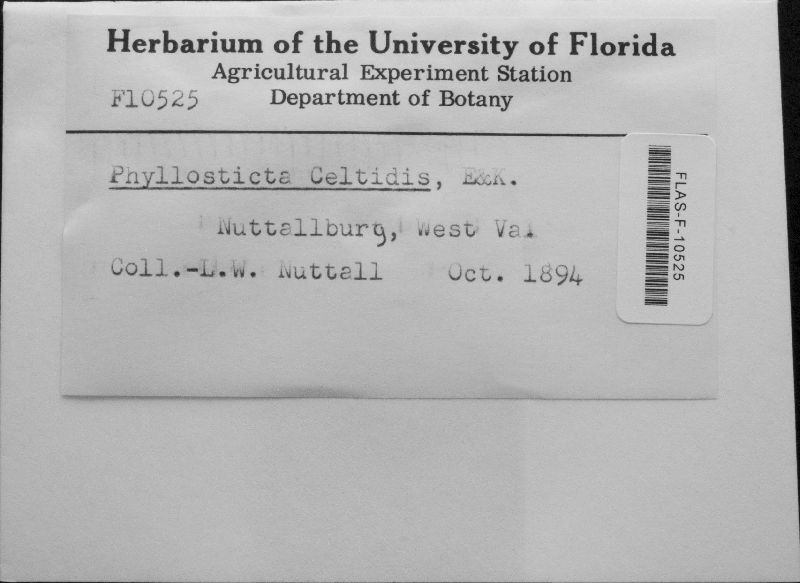 Herbarium of the University of Florida
Agricultural Experiment Station
F10525 Department of Botany
Phyllosticta Celtidis, E&K.
Nuttallburg, West Va.
Coll.-L.W. Nuttall Oct. 1894
FLAS-F-10525